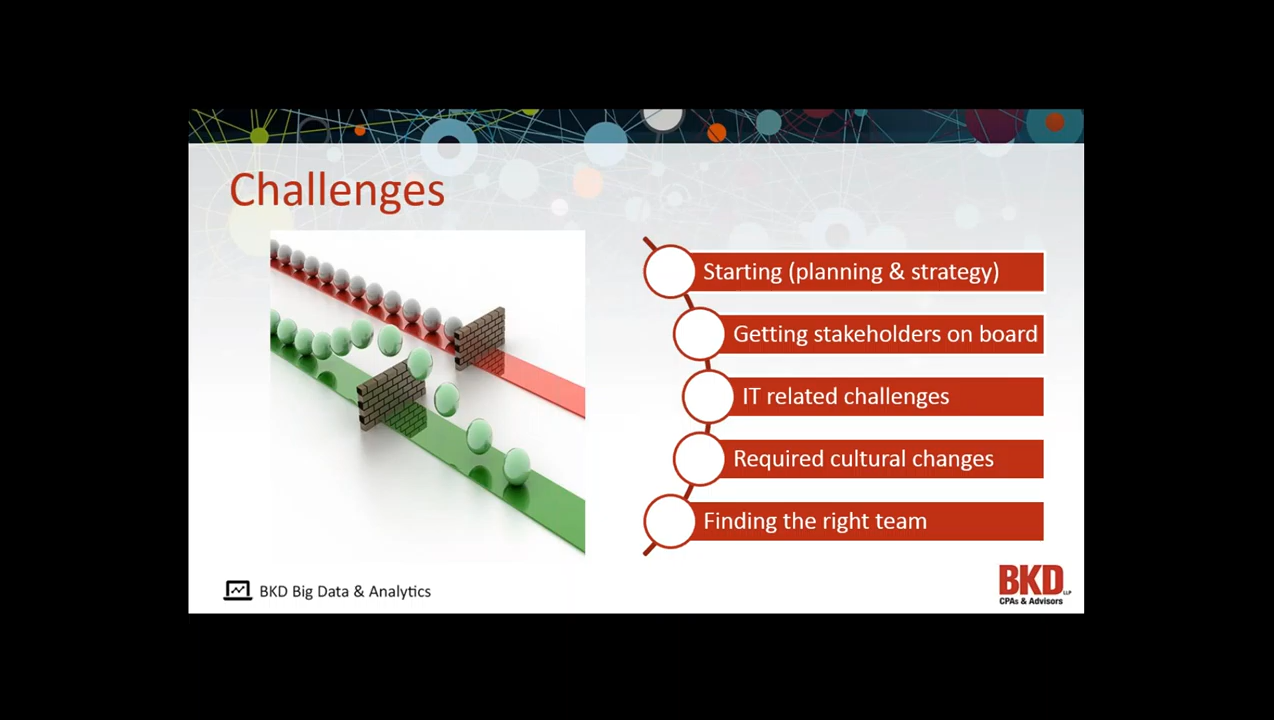 Challenges
Starting (planning & strategy)
Getting stakeholders on board
IT related challenges
Required cultural changes
Finding the right team
BKD Big Data & Analytics
BKD LLP
CPAs & Advisors